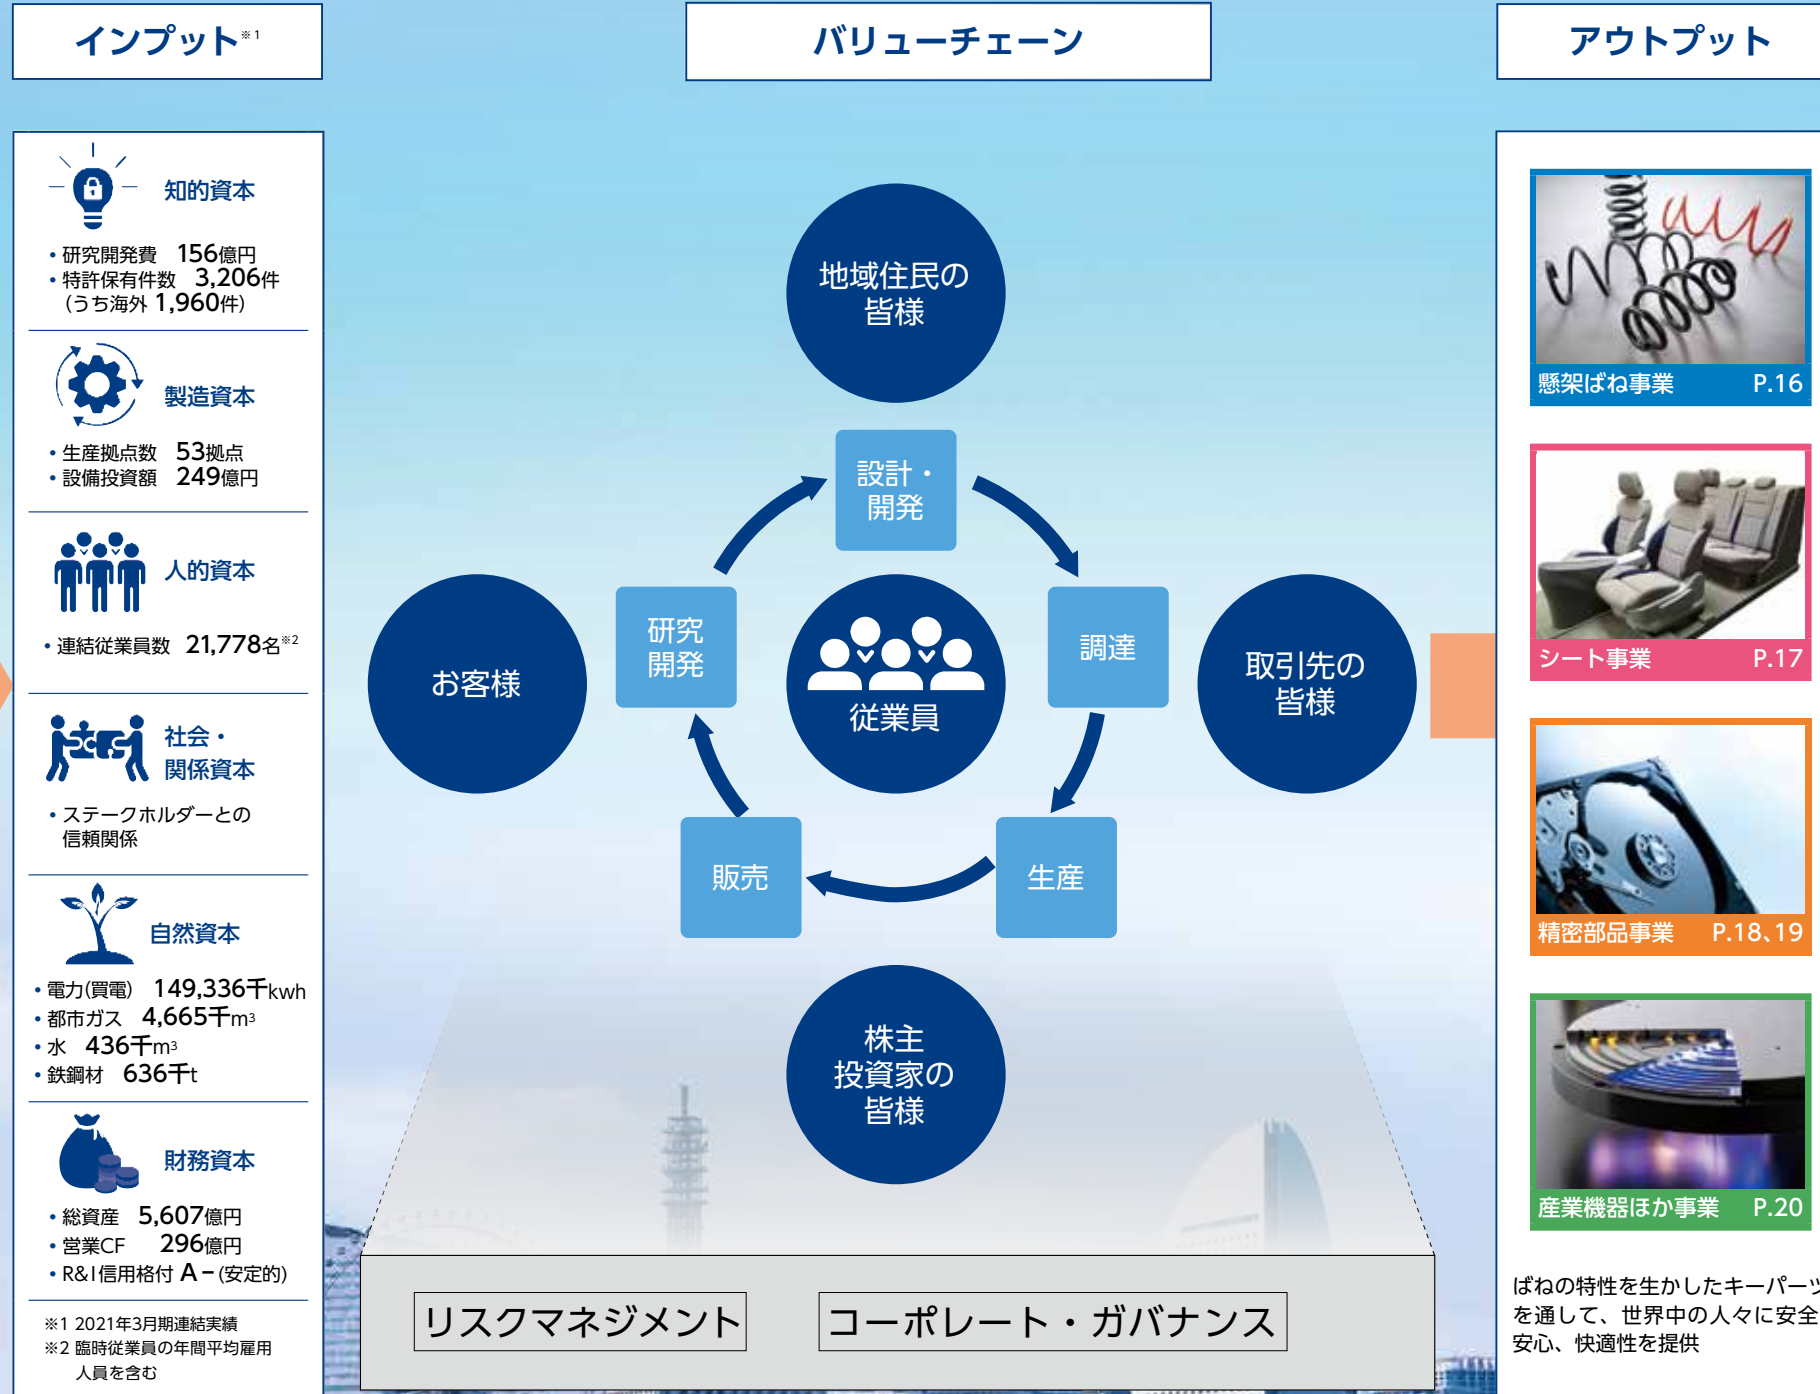 インプット※1
知的資本
・研究開発費 156億円
・特許保有件数 3,206件
(うち海外 1,960件)
製造資本
・生産拠点数 53拠点
・設備投資額 249億円
人的資本
・連結従業員数 21,778名※2
社会・
関係資本
・ステークホルダーとの
信頼関係
自然資本
・電力(買電) 149,336千kwh
・都市ガス 4,665千m³
・水 436千m³
・鉄鋼材 636千t
財務資本
・総資産 5,607億円
・営業CF 296億円
・R&I信用格付 A－(安定的)
※1 2021年3月期連結実績
※2 臨時従業員の年間平均雇用
人員を含む
バリューチェーン
地域住民の
皆様
設計・
開発
研究
開発
調達
お客様
従業員
取引先の
皆様
販売
生産
株主
投資家の
皆様
リスクマネジメント
コーポレート・ガバナンス
アウトプット
懸架ばね事業 P.16
シート事業 P.17
精密部品事業 P.18、19
産業機器ほか事業 P.20
ばねの特性を生かしたキーパーツ
を通して、世界中の人々に安全
安心、快適性を提供